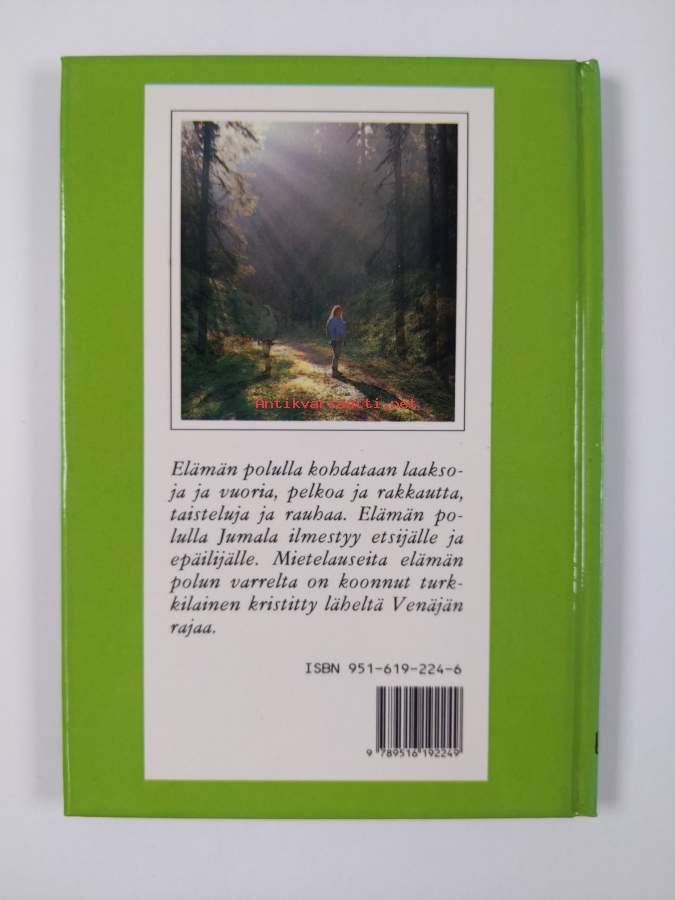 Antikvariaatti.net
Elämän polulla kohdataan laakso-
ja ja vuoria, pelkoa ja rakkautta,
taisteluja ja rauhaa. Elämän po-
lulla Jumala ilmestyy etsijälle ja
epäilijälle. Mietelauseita elämän
polun varrelta on koonnut turk-
kilainen kristitty läheltä Venäjän
rajaa.
ISBN 951-619-224-6
9 789516 192249